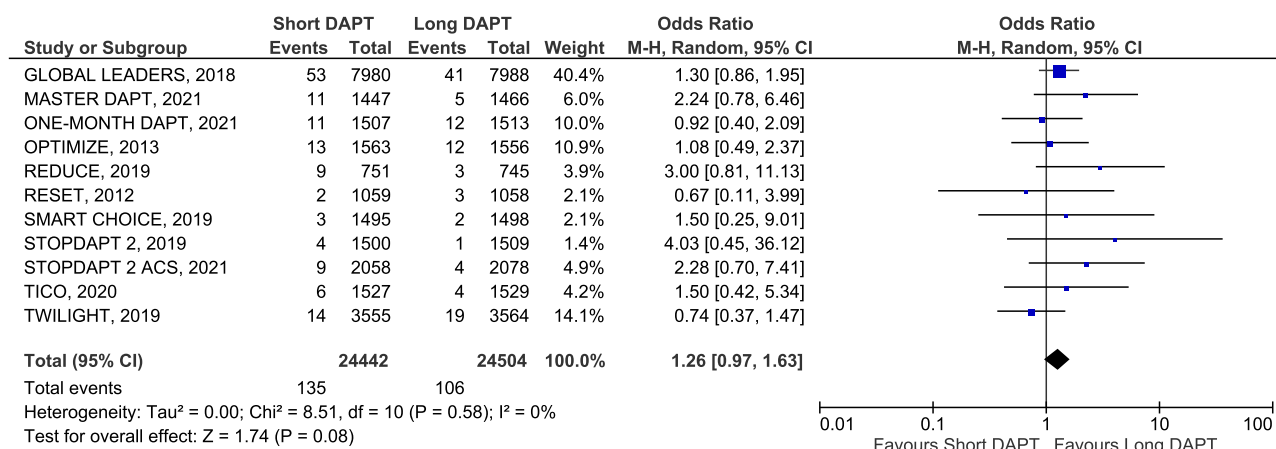 Short DAPT Long DAPT Odds Ratio Odds Ratio
Study or Subgroup Events Total Events Total Weight M-H, Random, 95% CI M-H, Random, 95% CI
GLOBAL LEADERS, 2018 53 7980 41 7988 40.4% 1.30 [0.86, 1.95]
MASTER DAPT, 2021 11 1447 5 1466 6.0% 2.24 [0.78, 6.46]
ONE-MONTH DAPT, 2021 11 1507 12 1513 10.0% 0.92 [0.40, 2.09]
OPTIMIZE, 2013 13 1563 12 1556 10.9% 1.08 [0.49, 2.37]
REDUCE, 2019 9 751 3 745 3.9% 3.00 [0.81, 11.13]
RESET, 2012 2 1059 3 1058 2.1% 0.67 [0.11, 3.99]
SMART CHOICE, 2019 3 1495 2 1498 2.1% 1.50 [0.25, 9.01]
STOPDAPT 2, 2019 4 1500 1 1509 1.4% 4.03 [0.45, 36.12]
STOPDAPT 2 ACS, 2021 9 2058 4 2078 4.9% 2.28 [0.70, 7.41]
TICO, 2020 6 1527 4 1529 4.2% 1.50 [0.42, 5.34]
TWILIGHT, 2019 14 3555 19 3564 14.1% 0.74 [0.37, 1.47]
Total (95% CI) 24442 24504 100.0% 1.26 [0.97, 1.63]
Total events 135 106
Heterogeneity: Tau² = 0.00; Chi² = 8.51, df = 10 (P = 0.58); I² = 0%
Test for overall effect: Z = 1.74 (P = 0.08)
0.01 0.1 1 10 100
Favours Short DAPT Favours Long DAPT